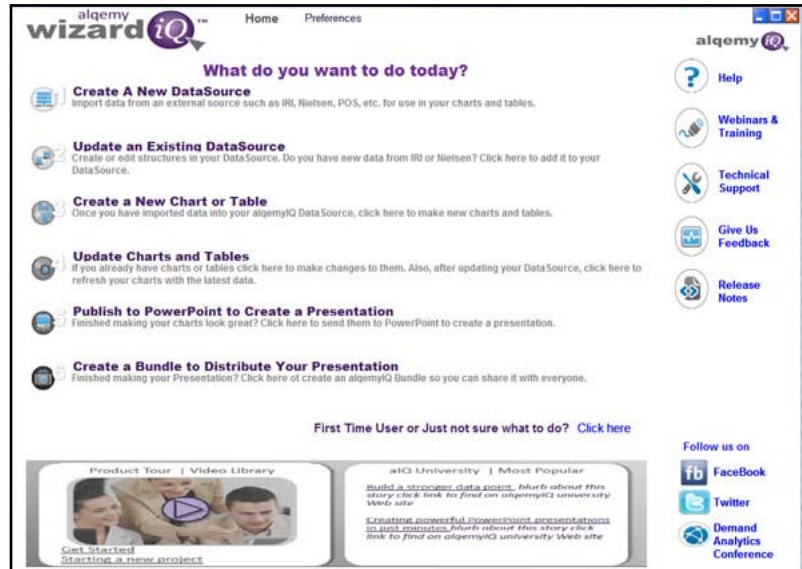 alqemy
wizard iQ™
Home Preferences
alqemy iQ
What do you want to do today?
1
Create A New DataSource
Import data from an external source such as IRI, Nielsen, POS, etc. for use in your charts and tables.
2
Update an Existing DataSource
Create or edit structures in your DataSource. Do you have new data from IRI or Nielsen? Click here to add it to your
DataSource.
3
Create a New Chart or Table
Once you have imported data into your alqemyIQ DataSource, click here to make new charts and tables.
4
Update Charts and Tables
If you already have charts or tables click here to make changes to them. Also, after updating your DataSource, click here to
refresh your charts with the latest data.
5
Publish to PowerPoint to Create a Presentation
Finished making your charts look great? Click here to send them to PowerPoint to create a presentation.
6
Create a Bundle to Distribute Your Presentation
Finished making your Presentation? Click here ot create an alqemyIQ Bundle so you can share it with everyone.
First Time User or Just not sure what to do? Click here
Help
Webinars &
Training
Technical
Support
Give Us
Feedback
Release
Notes
Product Tour | Video Library
Get Started
Starting a new project
aIQ University | Most Popular
Build a stronger data point blurb about this
story click link to find on alqemyiQ university
Web site
Creating powerful PowerPoint presentations
in just minutes blurb about this story click
link to find on alqemyiQ university Web site
Follow us on
fb FaceBook
Twitter
Demand
Analytics
Conference